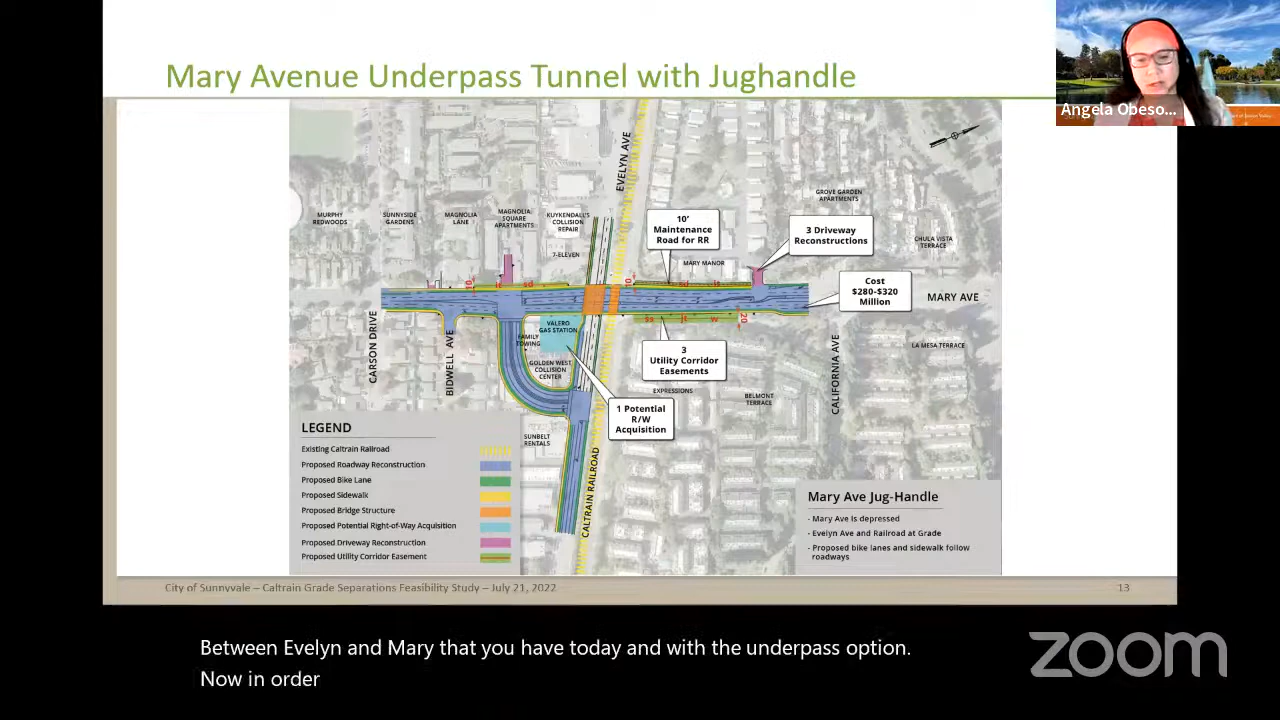 Mary Avenue Underpass Tunnel with Jughandle
Angela Obeso...
EVELYN AVE
MURPHY
REDWOODS
SUNNYSIDE
GARDENS
MAGNOLIA
LANE
MAGNOLIA
SQUARE
APARTMENTS
KUYKENDALL'S
COLLISION
REPAIR
7-ELEVEN
10'
Maintenance
Road for RR
MARY MANOR
3 Driveway
Reconstructions
GROVE GARDEN
APARTMENTS
CHULA VISTA
TERRACE
Cost
$280-$320
Million
MARY AVE
CARSON DRIVE
BIDWELL AVE
FAMILY
TOWING
VALERO
GAS STATION
GOLDEN WEST
COLLISION
CENTER
3
Utility Corridor
Easements
EXPRESSIONS
BELMONT
TERRACE
CALIFORNIA AVE
LA MESA TERRACE
1 Potential
R/W
Acquisition
SUNBELT
RENTALS
CALTRAIN RAILROAD
LEGEND
Existing Caltrain Railroad
Proposed Roadway Reconstruction
Proposed Bike Lane
Proposed Sidewalk
Proposed Bridge Structure
Proposed Potential Right-of-Way Acquisition
Proposed Driveway Reconstruction
Proposed Utility Corridor Easement
Mary Ave Jug-Handle
- Mary Ave is depressed
- Evelyn Ave and Railroad at Grade
- Proposed bike lanes and sidewalk follow
roadways
City of Sunnyvale – Caltrain Grade Separations Feasibility Study – July 21, 2022
13
Between Evelyn and Mary that you have today and with the underpass option.
Now in order
zoom